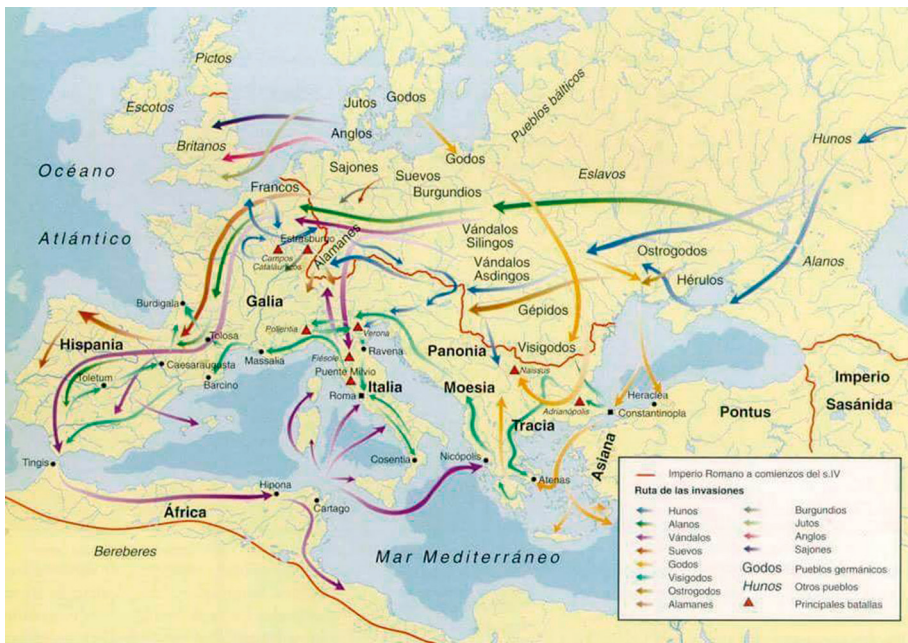 Pictos
Escotos
Jutos
Godos
Pueblos bálticos
Hunos
Britanos
Anglos
Océano
Sajones
Suevos
Godos
Eslavos
Francos
Burgundios
Atlántico
Estrasburgo
Campos
Cataláunicos
Alamanes
Vándalos
Silingos
Ostrogodos
Alanos
Vándalos
Asdingos
Hérulos
Burdigala
Galia
Gépidos
Hispania
Tolosa
Pollentia
Verona
Visigodos
Massalia
Ravena
Panonia
Caesaraugusta
Fiésole
Naissus
Imperio
Sasánida
Toletum
Barcino
Puente Milvio
Italia
Moesia
Heraclea
Roma
Adrianópolis
Constantinopla
Pontus
Tracia
Asiana
Tingis
Cosentia
Nicópolis
Atenas
Hipona
África
Cartago
Bereberes
Mar Mediterráneo
Imperio Romano a comienzos del s.IV
Ruta de las invasiones
Hunos
Alanos
Vándalos
Suevos
Godos
Visigodos
Ostrogodos
Alamanes
Burgundios
Jutos
Anglos
Sajones
Godos Pueblos germánicos
Hunos Otros pueblos
Principales batallas